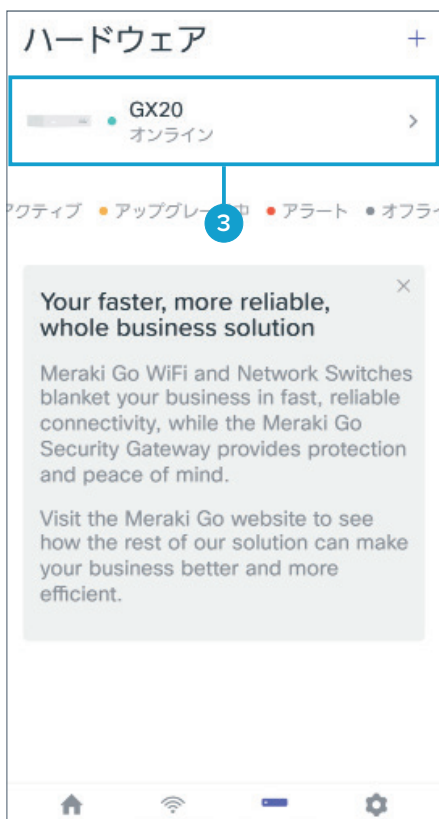 ハードウェア +
GX20
オンライン
3
アクティブ アップグレード中 アラート オフライ
Your faster, more reliable,
whole business solution
Meraki Go WiFi and Network Switches
blanket your business in fast, reliable
connectivity, while the Meraki Go
Security Gateway provides protection
and peace of mind.
Visit the Meraki Go website to see
how the rest of our solution can make
your business better and more
efficient.